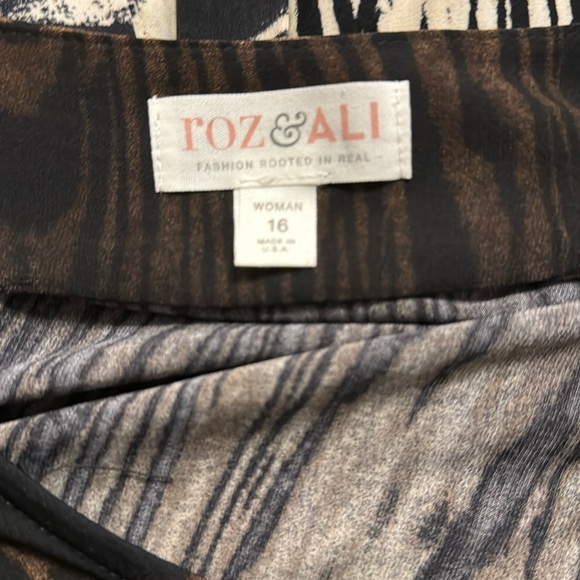 roz&ALI
FASHION ROOTED IN REAL
WOMAN
16
MADE IN
U.S.A.